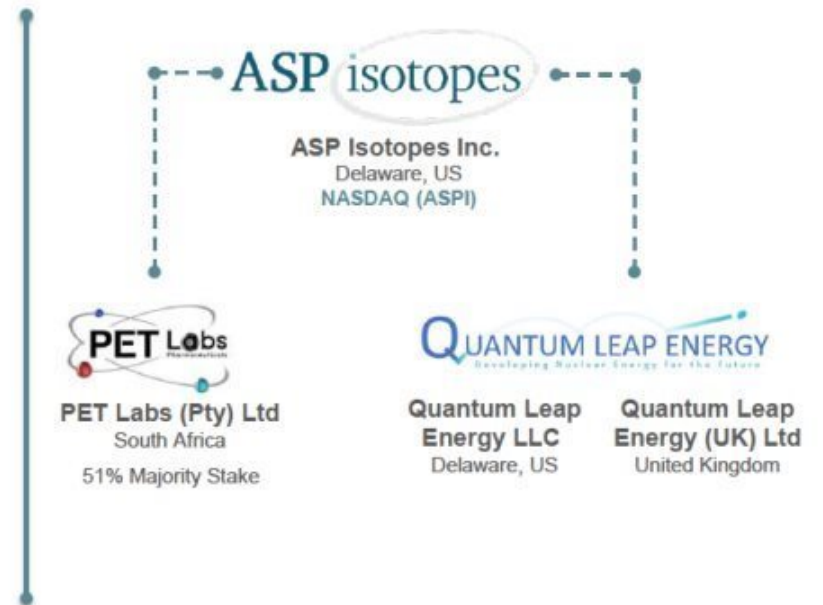 ASP isotopes
ASP Isotopes Inc.
Delaware, US
NASDAQ (ASPI)
PET Labs
Pharmaceuticals
PET Labs (Pty) Ltd
South Africa
51% Majority Stake
QUANTUM LEAP ENERGY
Developing Nuclear Energy for the Future
Quantum Leap
Energy LLC
Delaware, US
Quantum Leap
Energy (UK) Ltd
United Kingdom